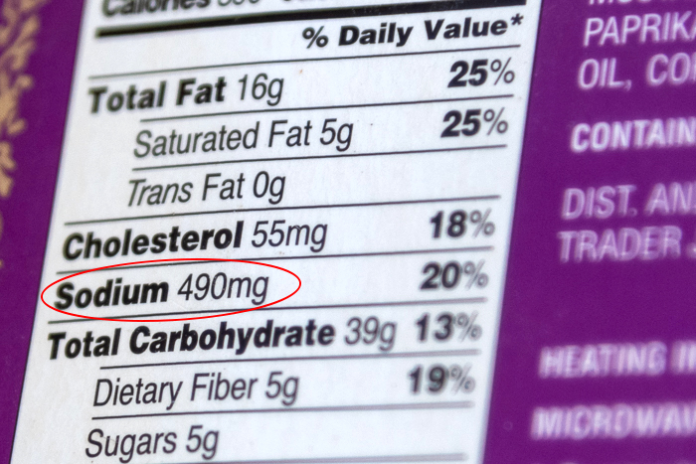 Calories
% Daily Value*
Total Fat 16g 25%
Saturated Fat 5g 25%
Trans Fat 0g
Cholesterol 55mg 18%
Sodium 490mg 20%
Total Carbohydrate 39g 13%
Dietary Fiber 5g 19%
Sugars 5g
PAPRIKA
OIL, CO
CONTAIN
DIST. AN
TRADER
HEATING IN
MICROWAV